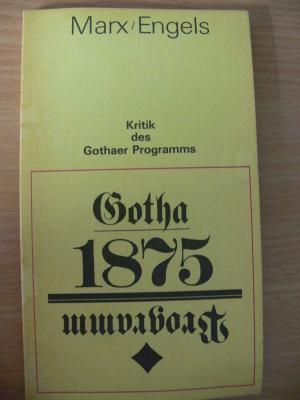 Marx/Engels
Kritik
des
Gothaer Programms
Gotha
1875
Programm